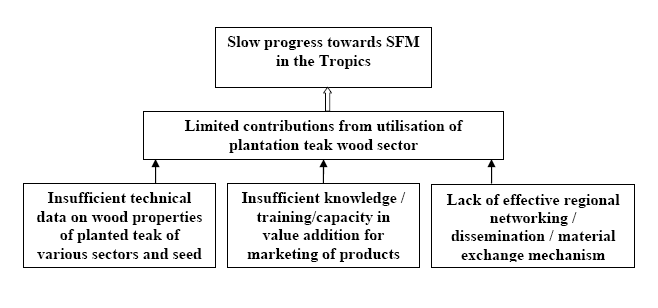 Slow progress towards SFM
in the Tropics
Limited contributions from utilisation of
plantation teak wood sector
Insufficient technical
data on wood properties
of planted teak of
various sectors and seed
Insufficient knowledge /
training/capacity in
value addition for
marketing of products
Lack of effective regional
networking /
dissemination / material
exchange mechanism